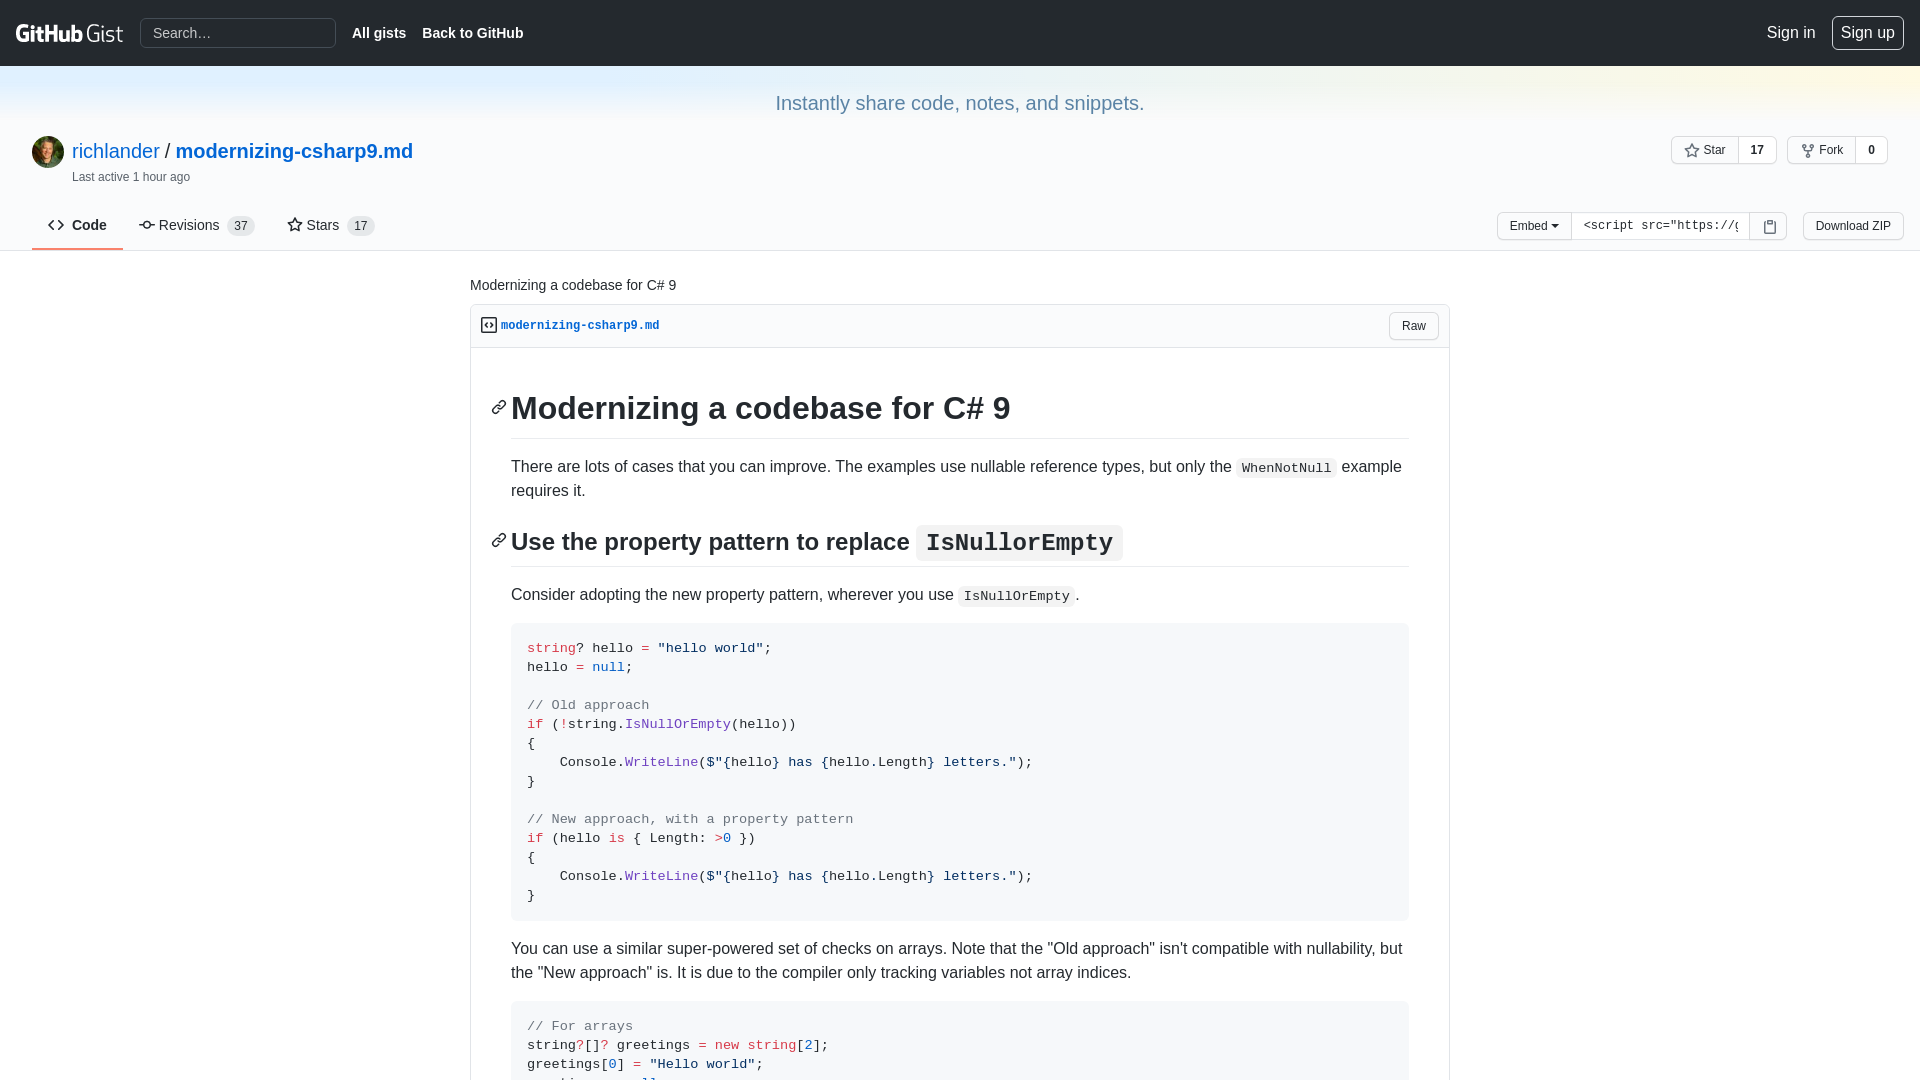 GitHub Gist Search… All gists Back to GitHub Sign in Sign up
Instantly share code, notes, and snippets.
richlander / modernizing-csharp9.md Star 17 Fork 0
Last active 1 hour ago
Code Revisions 37 Stars 17 Embed <script src="https://g Download ZIP
Modernizing a codebase for C# 9
modernizing-csharp9.md Raw
Modernizing a codebase for C# 9
There are lots of cases that you can improve. The examples use nullable reference types, but only the WhenNotNull example
requires it.
Use the property pattern to replace IsNullorEmpty
Consider adopting the new property pattern, wherever you use IsNullOrEmpty.
string? hello = "hello world";
hello = null;
// Old approach
if (!string.IsNullOrEmpty(hello))
{
    Console.WriteLine($"{hello} has {hello.Length} letters.");
}
// New approach, with a property pattern
if (hello is { Length: >0 })
{
    Console.WriteLine($"{hello} has {hello.Length} letters.");
}
You can use a similar super-powered set of checks on arrays. Note that the "Old approach" isn't compatible with nullability, but
the "New approach" is. It is due to the compiler only tracking variables not array indices.
// For arrays
string?[]? greetings = new string[2];
greetings[0] = "Hello world";